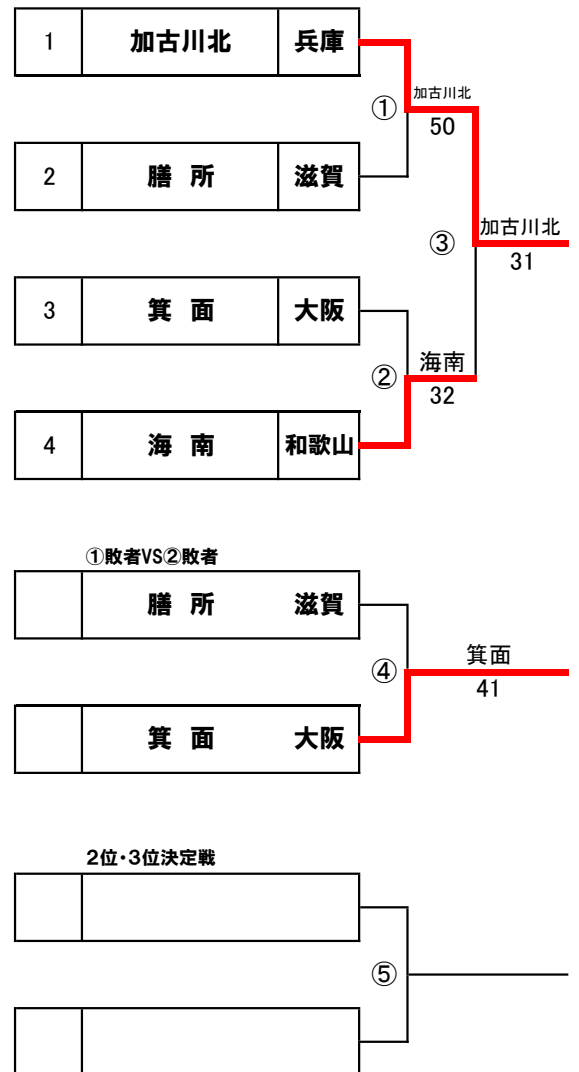 1 加古川北 兵庫
① 加古川北
50
2 膳 所 滋賀
③ 加古川北
31
3 箕 面 大阪
② 海南
32
4 海 南 和歌山
①敗者VS②敗者
膳 所 滋賀
④ 箕面
41
箕 面 大阪
2位・3位決定戦
⑤